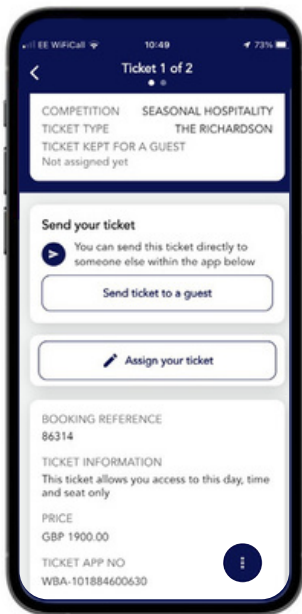 EE WiFiCall 10:49 73%
Ticket 1 of 2
COMPETITION SEASONAL HOSPITALITY
TICKET TYPE THE RICHARDSON
TICKET KEPT FOR A GUEST
Not assigned yet
Send your ticket
You can send this ticket directly to
someone else within the app below
Send ticket to a guest
Assign your ticket
BOOKING REFERENCE
86314
TICKET INFORMATION
This ticket allows you access to this day, time
and seat only
PRICE
GBP 1900.00
TICKET APP NO
WBA-101884600630